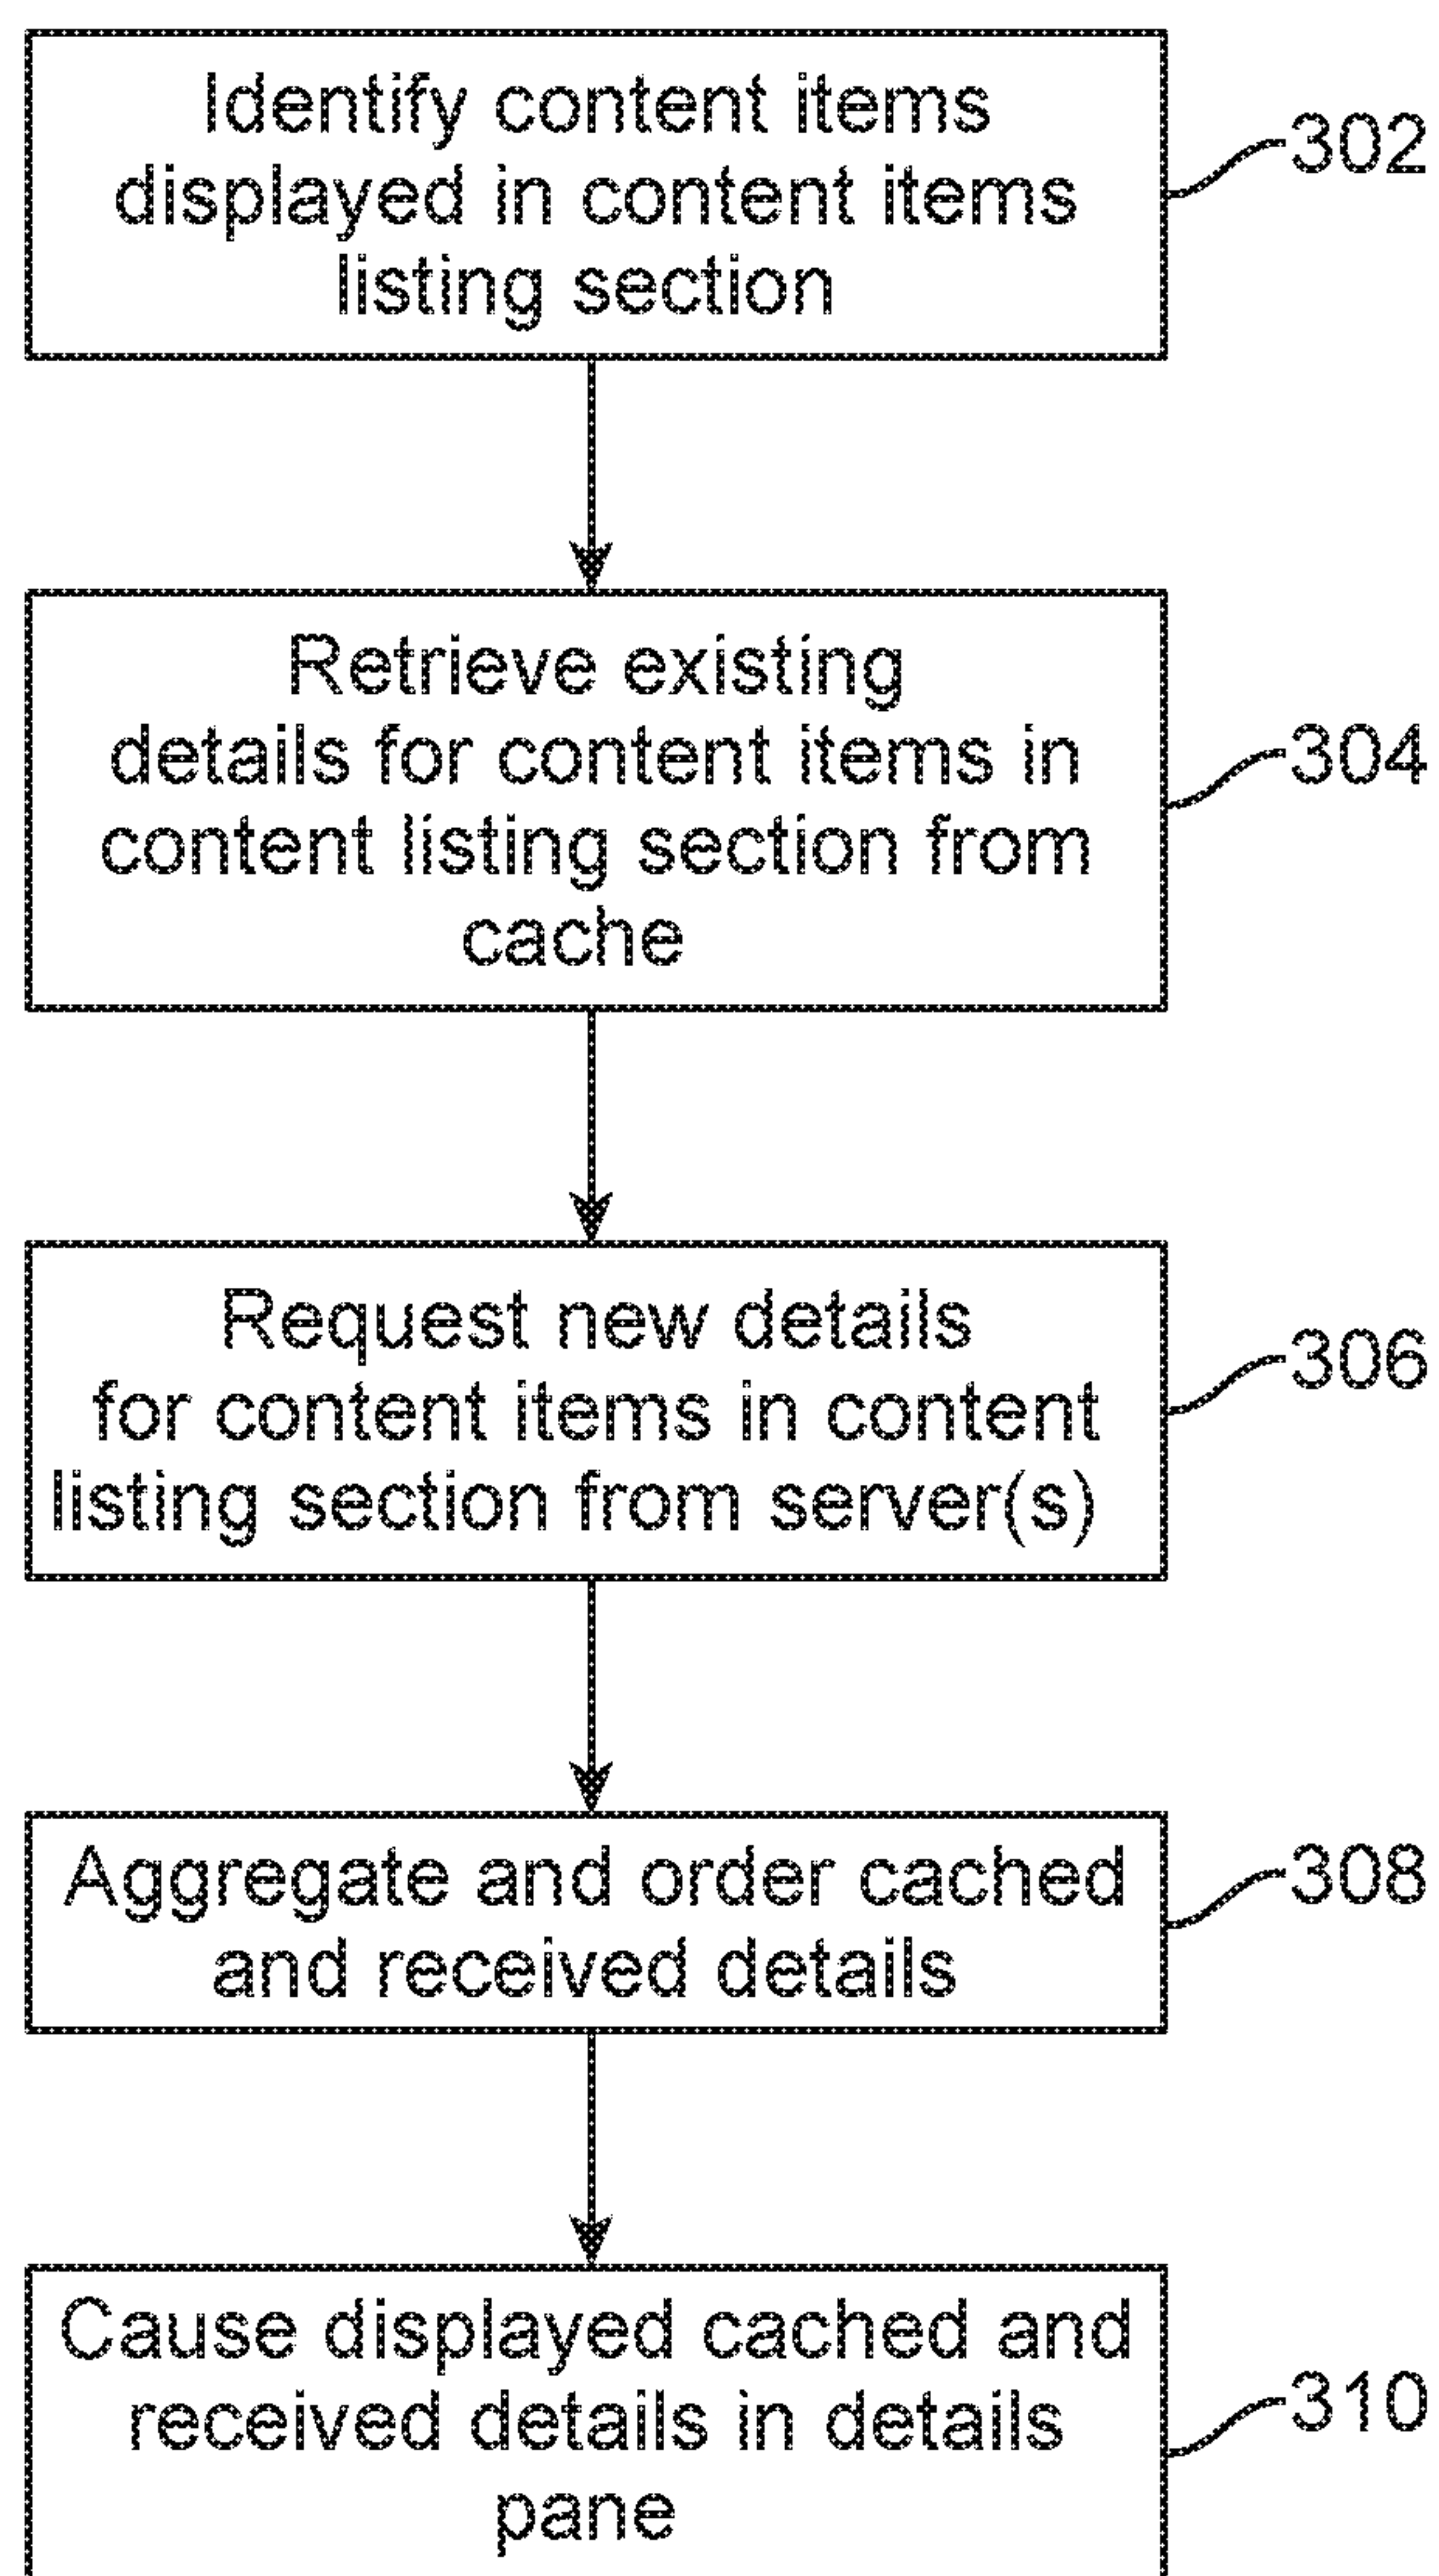 Identify content items
displayed in content items
listing section
302
Retrieve existing
details for content items in
content listing section from
cache
304
Request new details
for content items in content
listing section from server(s)
306
Aggregate and order cached
and received details
308
Cause displayed cached and
received details in details
pane
310